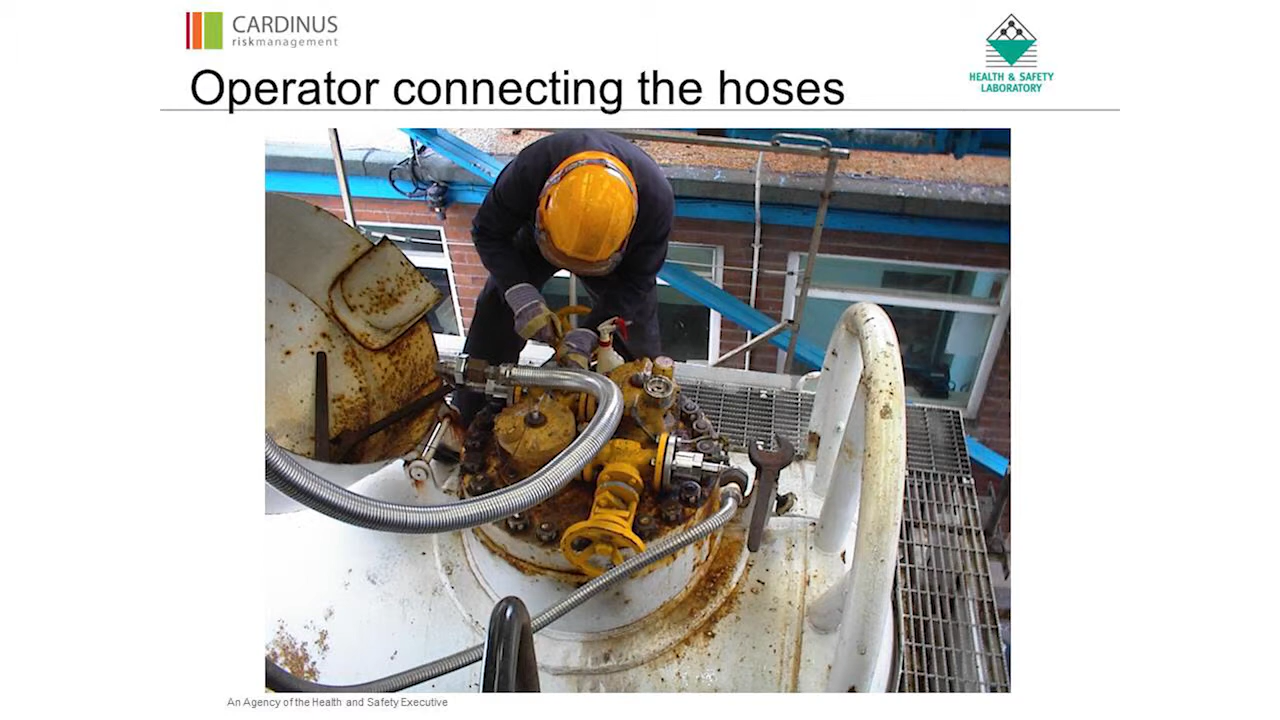 CARDINUS
riskmanagement
HEALTH & SAFETY
LABORATORY
Operator connecting the hoses
An Agency of the Health and Safety Executive